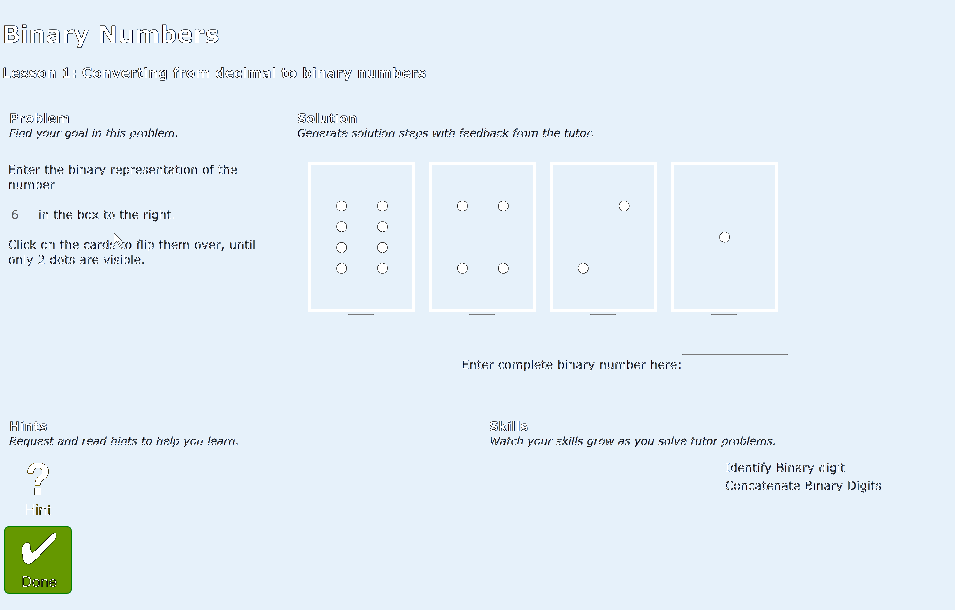 Binary Numbers
Lesson 1: Converting from decimal to binary numbers
Problem
Find your goal in this problem.
Solution
Generate solution steps with feedback from the tutor.
Enter the binary representation of the
number
6 in the box to the right
Click on the cards to flip them over, until
only 2 dots are visible.
Enter complete binary number here:
Hints
Request and read hints to help you learn.
Skills
Watch your skills grow as you solve tutor problems.
?
Hint
Identify Binary digit
Concatenate Binary Digits
Done